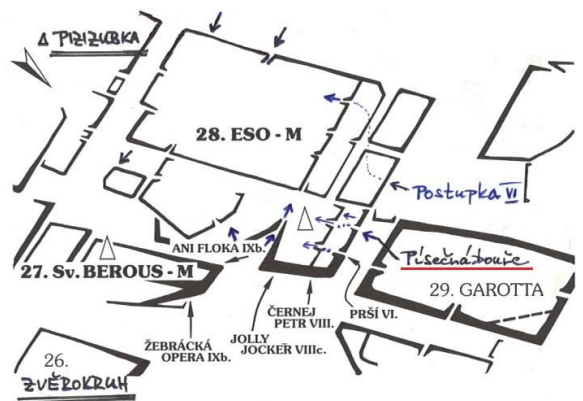 Δ PIZIZUBKA
28. ESO - M
Postupka VI
ANI FLOKA IXb.
27. Sv. BEROUS - M
Písečná bouře
29. GAROTTA
ČERNEJ
PETR VIII.
PRŠÍ VI.
JOLLY
JOCKER VIIIc.
ŽEBRÁCKÁ
OPERA IXb.
26.
ZVĚROKRUH